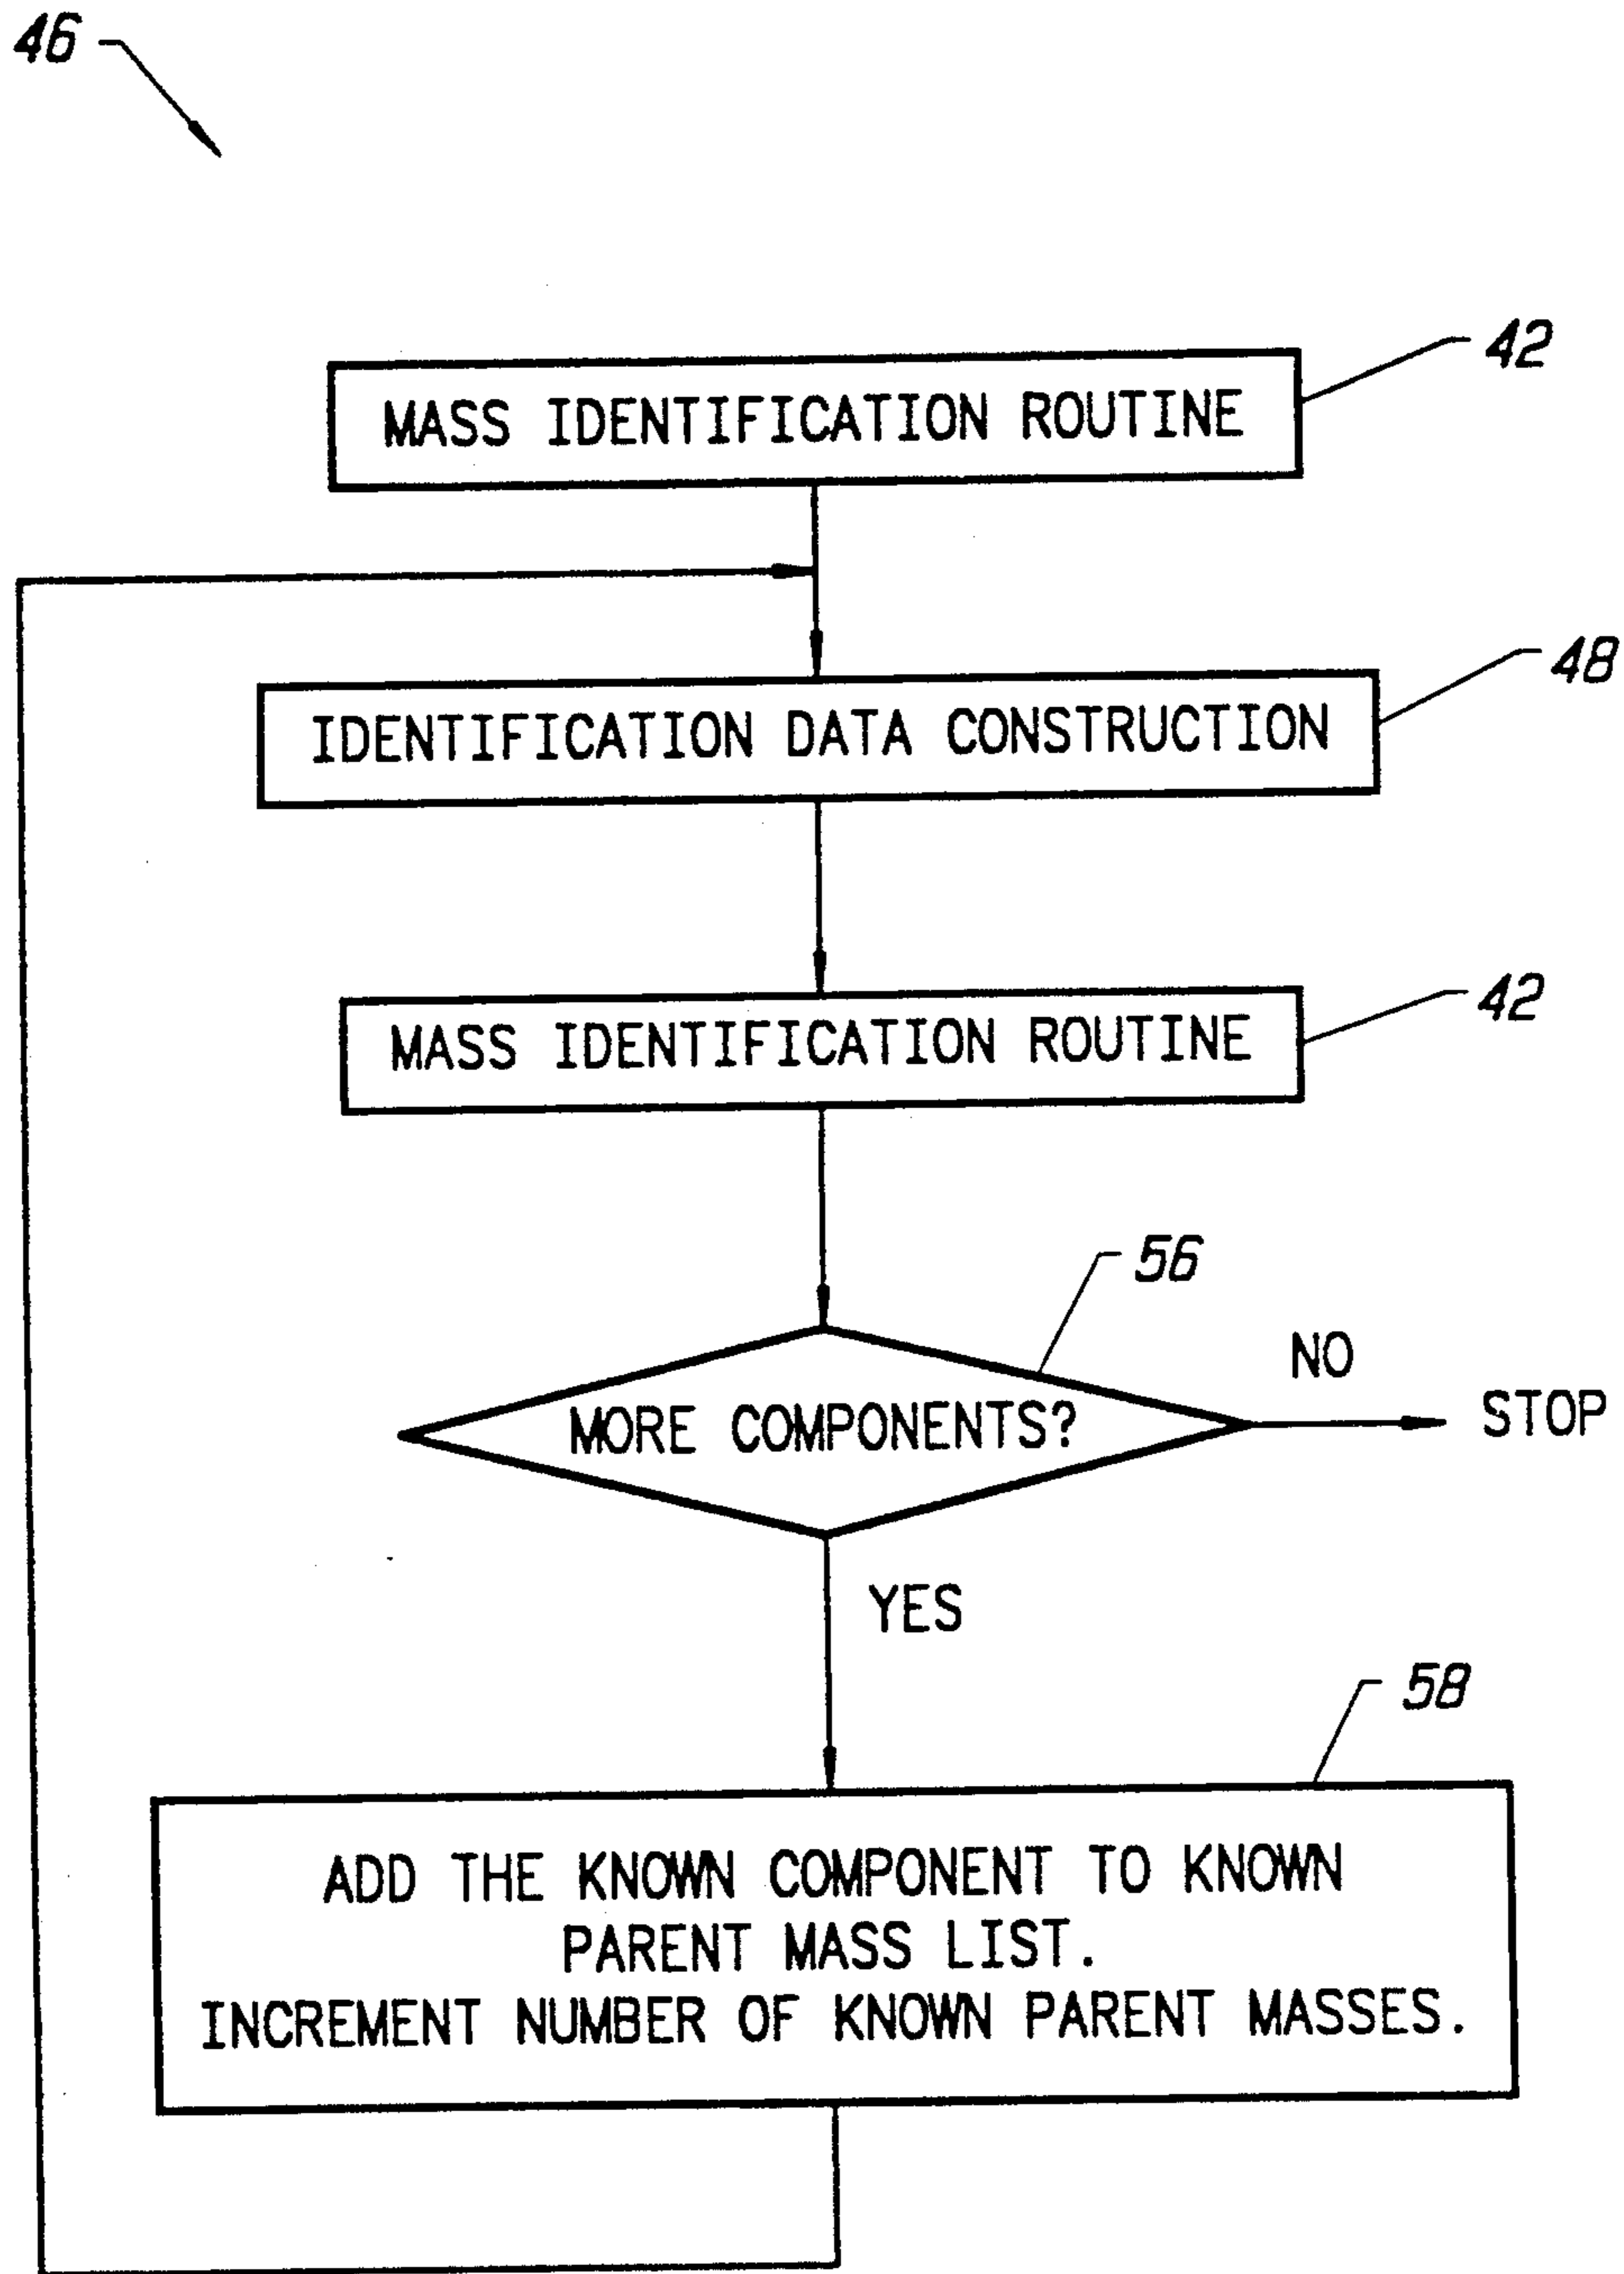 46
42
MASS IDENTIFICATION ROUTINE
48
IDENTIFICATION DATA CONSTRUCTION
42
MASS IDENTIFICATION ROUTINE
56
NO
MORE COMPONENTS?
STOP
YES
58
ADD THE KNOWN COMPONENT TO KNOWN
PARENT MASS LIST.
INCREMENT NUMBER OF KNOWN PARENT MASSES.